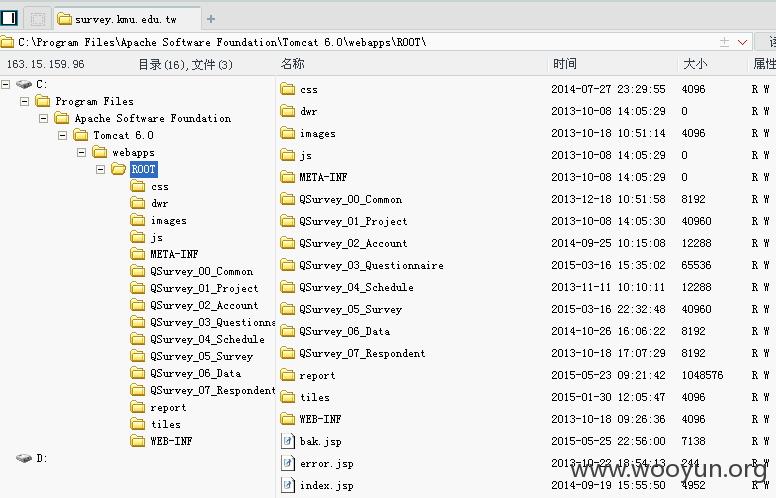 survey.kmu.edu.tw
C:\Program Files\Apache Software Foundation\Tomcat 6.0\webapps\ROOT\
163.15.159.96 目录(16),文件(3) 名称 时间 大小 属性
C:
Program Files
Apache Software Foundation
Tomcat 6.0
webapps
ROOT
css
dwr
images
js
META-INF
QSurvey_00_Common
QSurvey_01_Project
QSurvey_02_Account
QSurvey_03_Questionna
QSurvey_04_Schedule
QSurvey_05_Survey
QSurvey_06_Data
QSurvey_07_Respondent
report
tiles
WEB-INF
D:
css 2014-07-27 23:29:55 4096 R W
dwr 2013-10-08 14:05:29 0 R W
images 2013-10-18 10:51:14 4096 R W
js 2013-10-08 14:05:29 0 R W
META-INF 2013-10-08 14:05:29 0 R W
QSurvey_00_Common 2013-12-18 10:51:58 8192 R W
QSurvey_01_Project 2013-10-08 14:05:30 40960 R W
QSurvey_02_Account 2014-09-25 10:15:08 12288 R W
QSurvey_03_Questionnaire 2015-03-16 15:35:02 65536 R W
QSurvey_04_Schedule 2013-11-11 10:10:11 12288 R W
QSurvey_05_Survey 2015-03-16 22:32:48 40960 R W
QSurvey_06_Data 2014-10-26 16:06:22 8192 R W
QSurvey_07_Respondent 2013-10-18 17:07:29 8192 R W
report 2015-05-23 09:21:42 1048576 R W
tiles 2015-01-30 12:05:47 4096 R W
WEB-INF 2013-10-18 09:26:36 4096 R W
bak.jsp 2015-05-25 22:56:00 7138 R W
error.jsp 2013-10-22 18:54:13 244 R W
index.jsp 2014-09-19 15:55:50 4952 R W
www.wooyun.org